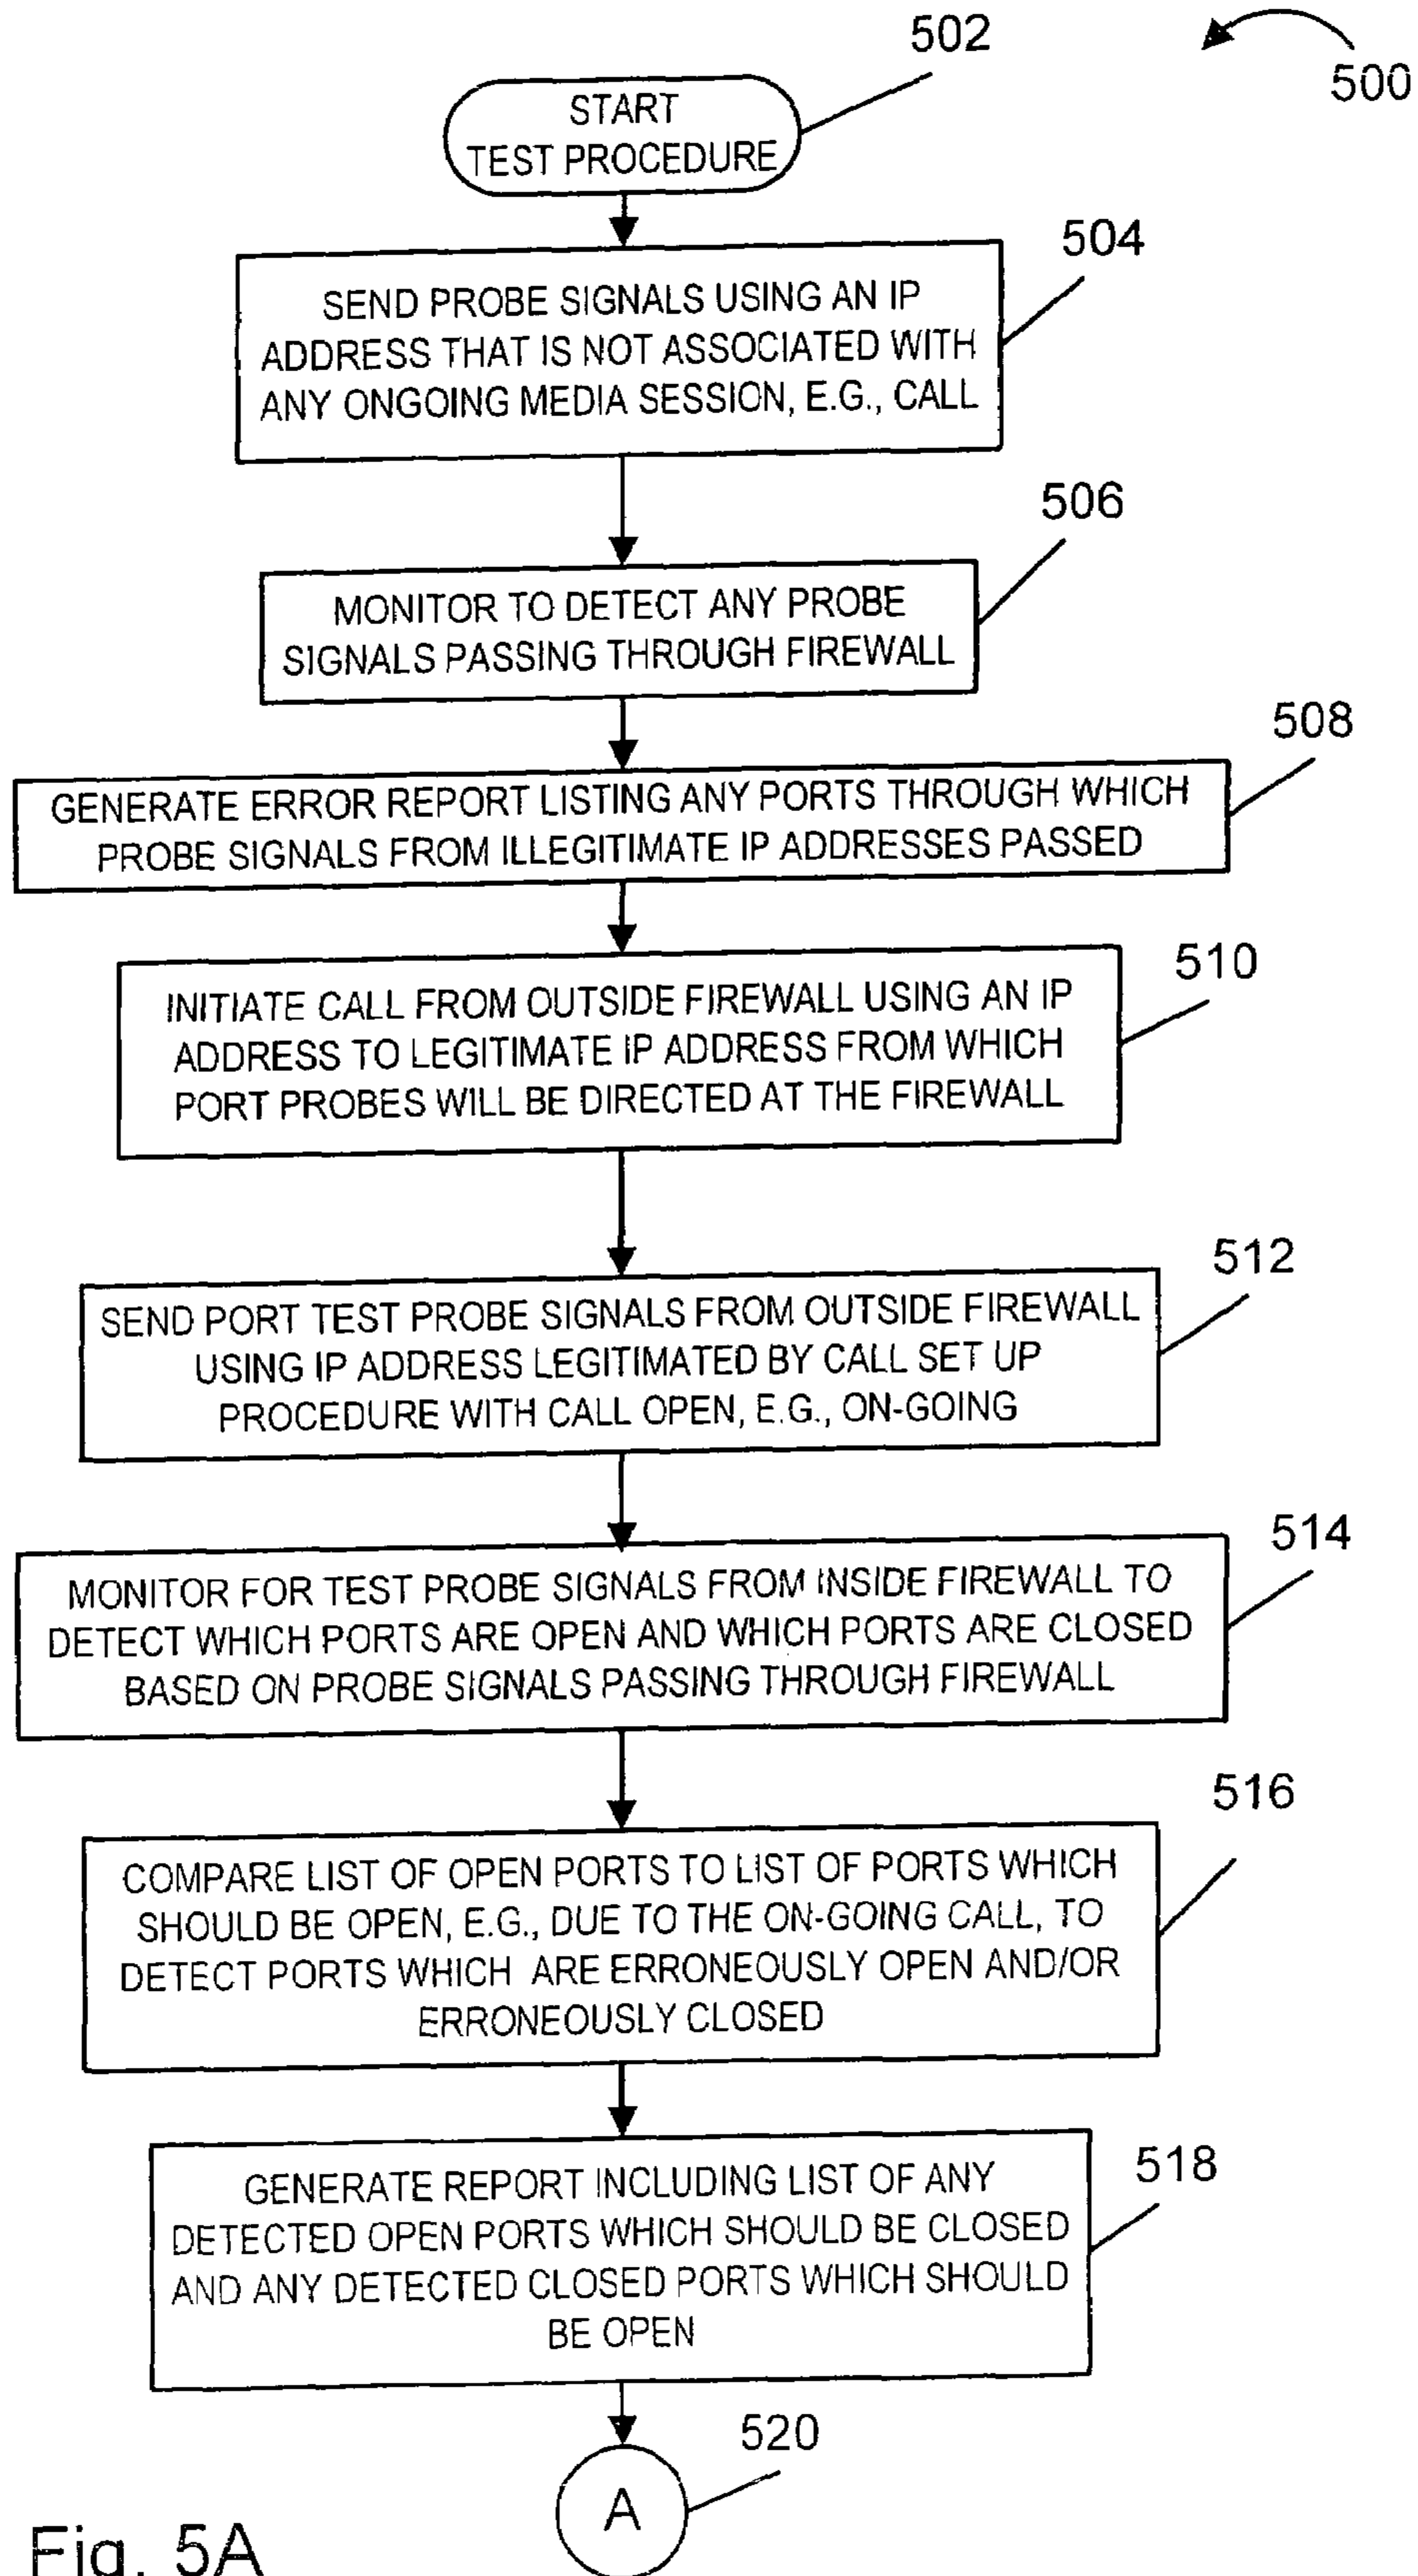 502
500
START
TEST PROCEDURE
504
SEND PROBE SIGNALS USING AN IP
ADDRESS THAT IS NOT ASSOCIATED WITH
ANY ONGOING MEDIA SESSION, E.G., CALL
506
MONITOR TO DETECT ANY PROBE
SIGNALS PASSING THROUGH FIREWALL
508
GENERATE ERROR REPORT LISTING ANY PORTS THROUGH WHICH
PROBE SIGNALS FROM ILLEGITIMATE IP ADDRESSES PASSED
510
INITIATE CALL FROM OUTSIDE FIREWALL USING AN IP
ADDRESS TO LEGITIMATE IP ADDRESS FROM WHICH
PORT PROBES WILL BE DIRECTED AT THE FIREWALL
512
SEND PORT TEST PROBE SIGNALS FROM OUTSIDE FIREWALL
USING IP ADDRESS LEGITIMATED BY CALL SET UP
PROCEDURE WITH CALL OPEN, E.G., ON-GOING
514
MONITOR FOR TEST PROBE SIGNALS FROM INSIDE FIREWALL TO
DETECT WHICH PORTS ARE OPEN AND WHICH PORTS ARE CLOSED
BASED ON PROBE SIGNALS PASSING THROUGH FIREWALL
516
COMPARE LIST OF OPEN PORTS TO LIST OF PORTS WHICH
SHOULD BE OPEN, E.G., DUE TO THE ON-GOING CALL, TO
DETECT PORTS WHICH ARE ERRONEOUSLY OPEN AND/OR
ERRONEOUSLY CLOSED
518
GENERATE REPORT INCLUDING LIST OF ANY
DETECTED OPEN PORTS WHICH SHOULD BE CLOSED
AND ANY DETECTED CLOSED PORTS WHICH SHOULD
BE OPEN
520
A
Fig. 5A